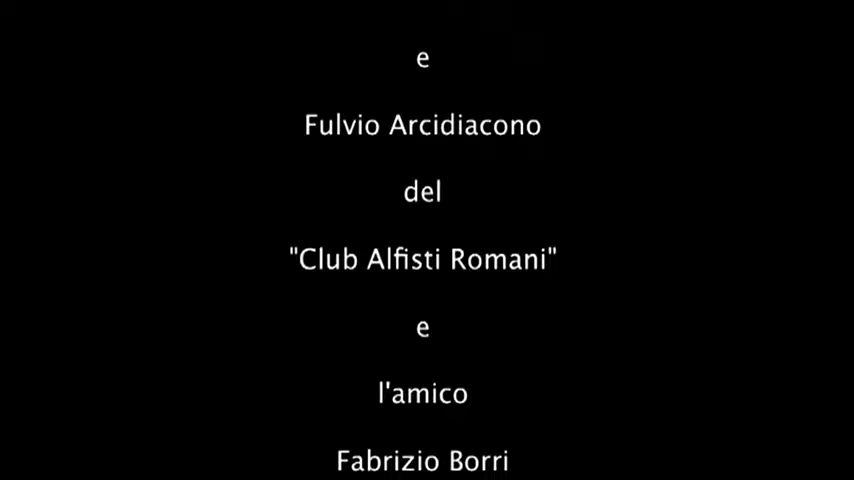 e
Fulvio Arcidiacono
del
"Club Alfisti Romani"
e
l'amico
Fabrizio Borri